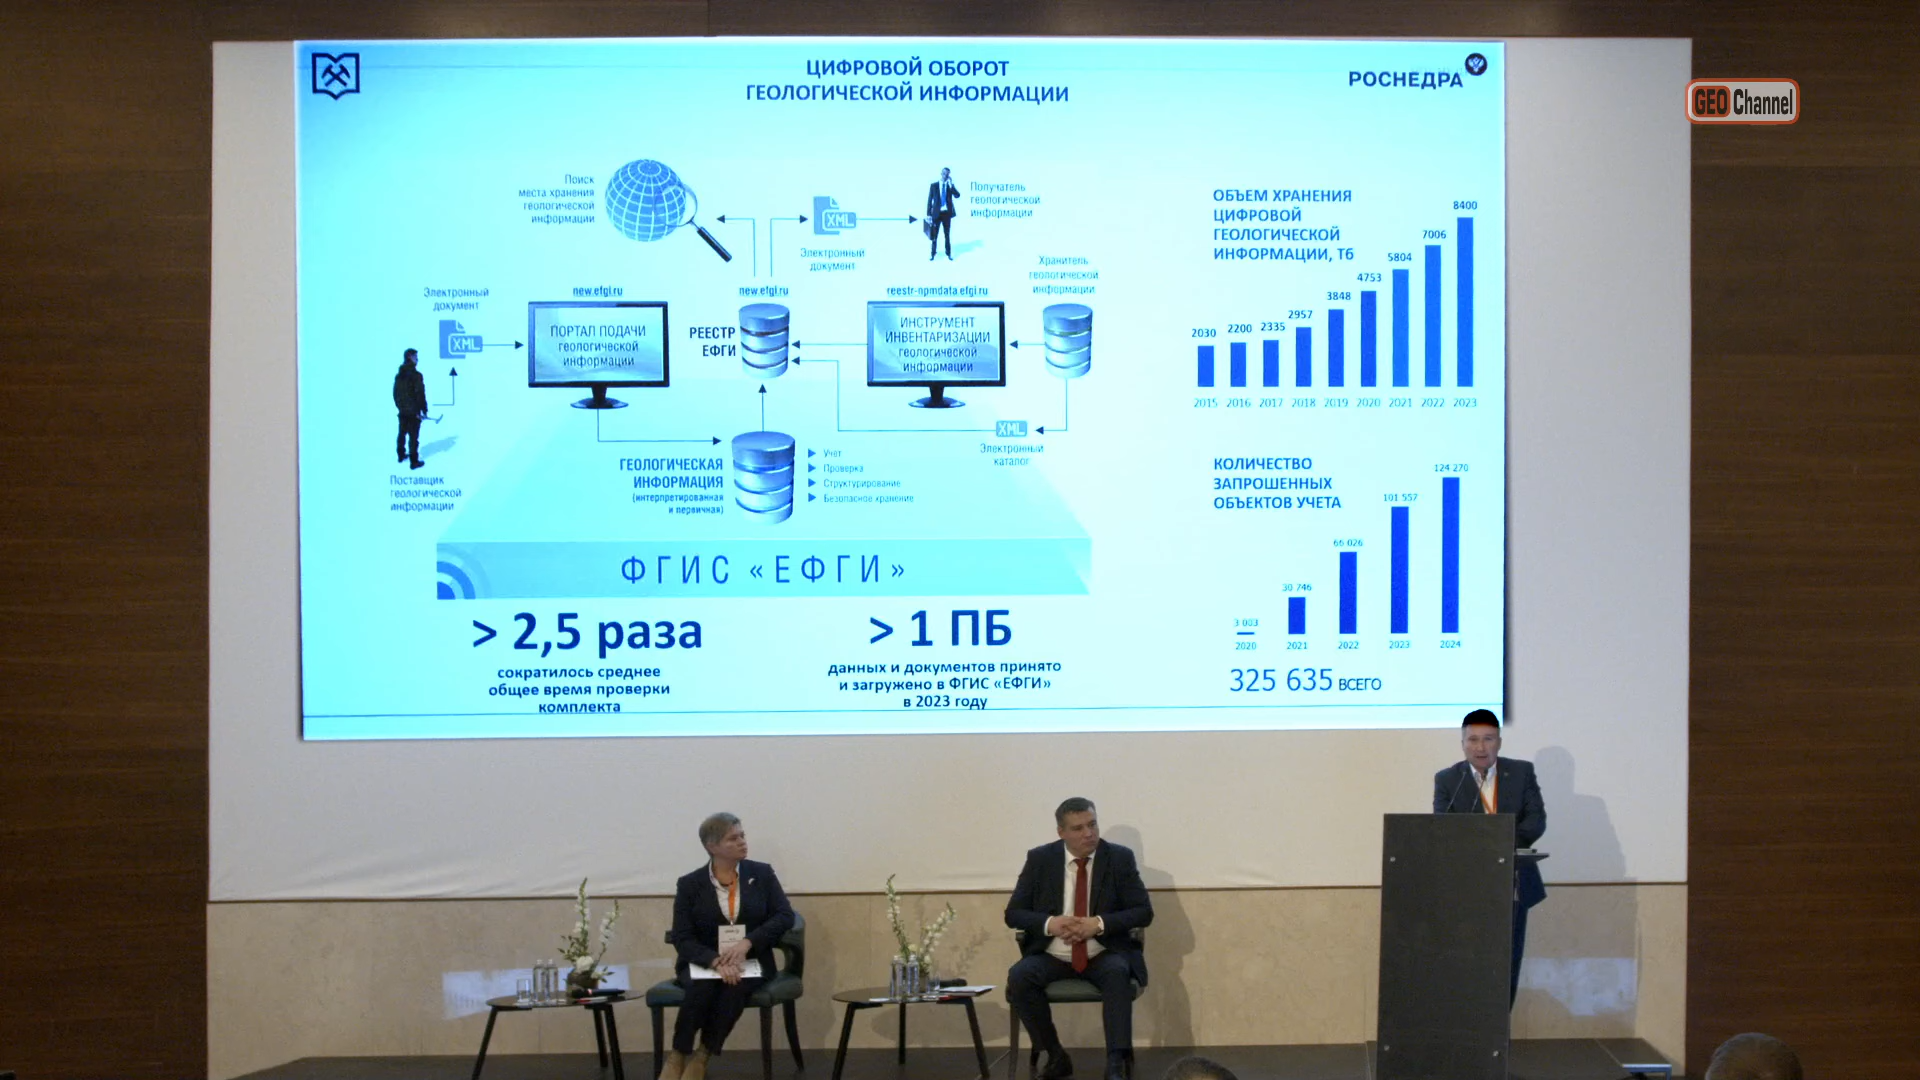 ЦИФРОВОЙ ОБОРОТ
ГЕОЛОГИЧЕСКОЙ ИНФОРМАЦИИ
РОСНЕДРА
GEO Channel
Поиск
места хранения
геологической
информации
XML
Электронный
документ
Получатель
геологической
информации
Хранитель
геологической
информации
Электронный
документ
XML
new.efgi.ru
ПОРТАЛ ПОДАЧИ
геологической
информации
new.efgi.ru
РЕЕСТР
ЕФГИ
reestr-npmdata.efgi.ru
ИНСТРУМЕНТ
ИНВЕНТАРИЗАЦИИ
геологической
информации
XML
Электронный
каталог
Поставщик
геологической
информации
ГЕОЛОГИЧЕСКАЯ
ИНФОРМАЦИЯ
(интерпретированная
и первичная)
Учет
Проверка
Структурирование
Безопасное хранение
ФГИС «ЕФГИ»
> 2,5 раза
сократилось среднее
общее время проверки
комплекта
> 1 ПБ
данных и документов принято
и загружено в ФГИС «ЕФГИ»
в 2023 году
ОБЪЕМ ХРАНЕНИЯ
ЦИФРОВОЙ
ГЕОЛОГИЧЕСКОЙ
ИНФОРМАЦИИ, Тб
2030 2200 2335 2957 3848 4753 5804 7006 8400
2015 2016 2017 2018 2019 2020 2021 2022 2023
КОЛИЧЕСТВО
ЗАПРОШЕННЫХ
ОБЪЕКТОВ УЧЕТА
3 003 30 746 66 026 101 557 124 270
2020 2021 2022 2023 2024
325 635 ВСЕГО